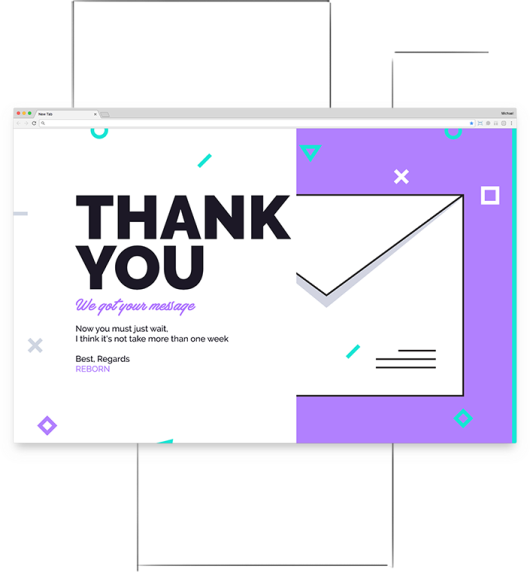 New Tab
Michael
THANK
YOU
We got your message
Now you must just wait.
I think it's not take more than one week
Best, Regards
REBORN